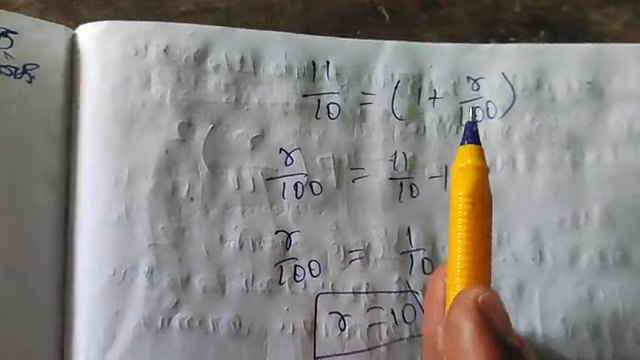 11/10 = (1 + r/100)
r/100 = 11/10 - 1
r/100 = 1/10
r = 10